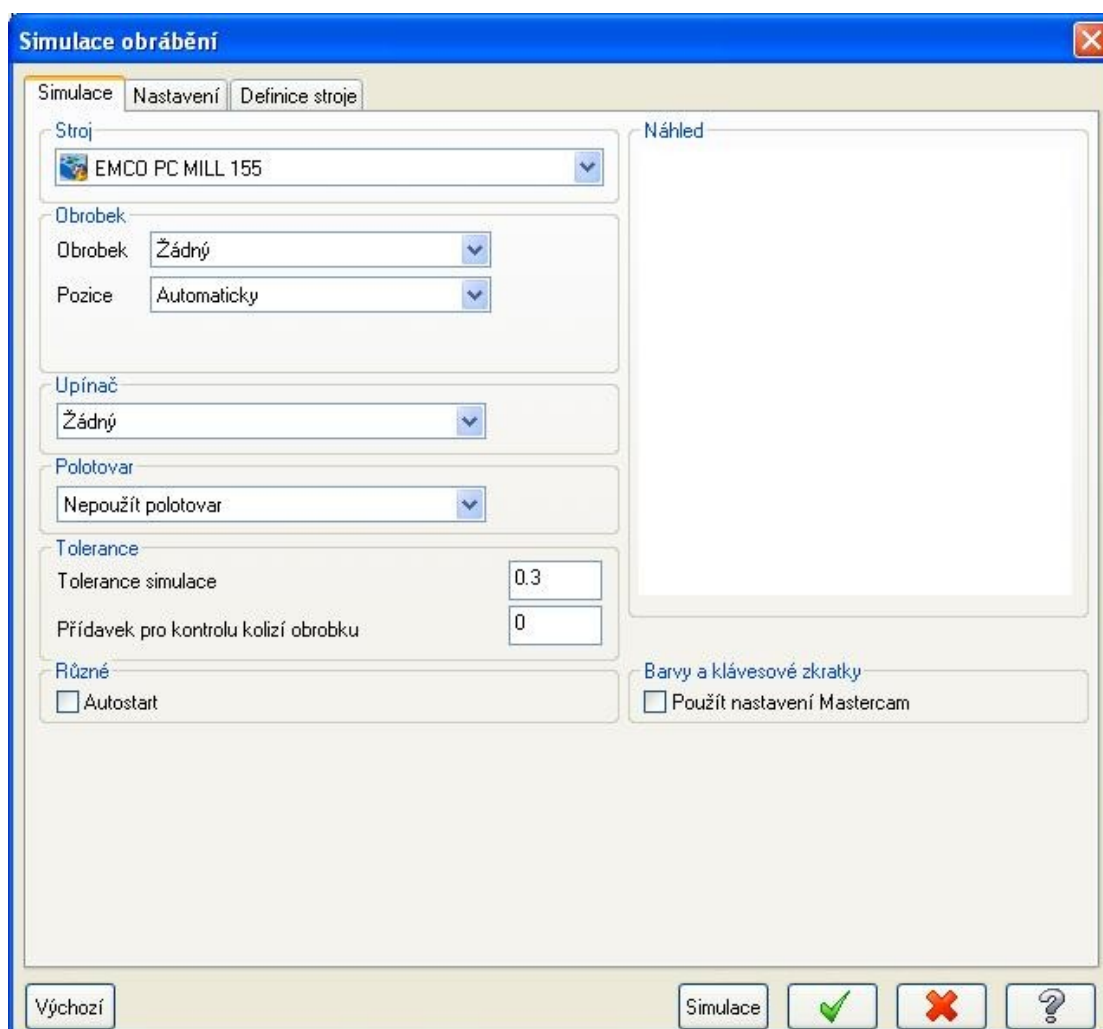 Simulace obrábění
Simulace Nastavení Definice stroje
Stroj
EMCO PC MILL 155
Obrobek
Obrobek Žádný
Pozice Automaticky
Upínač
Žádný
Polotovar
Nepoužít polotovar
Tolerance
Tolerance simulace 0.3
Přídavek pro kontrolu kolizí obrobku 0
Různé
Autostart
Náhled
Barvy a klávesové zkratky
Použít nastavení Mastercam
Výchozí Simulace